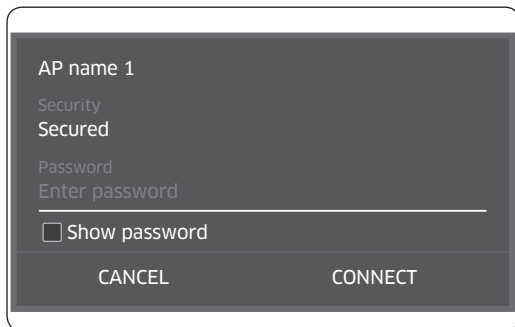 AP name 1
Security
Secured
Password
Enter password
Show password
CANCEL CONNECT